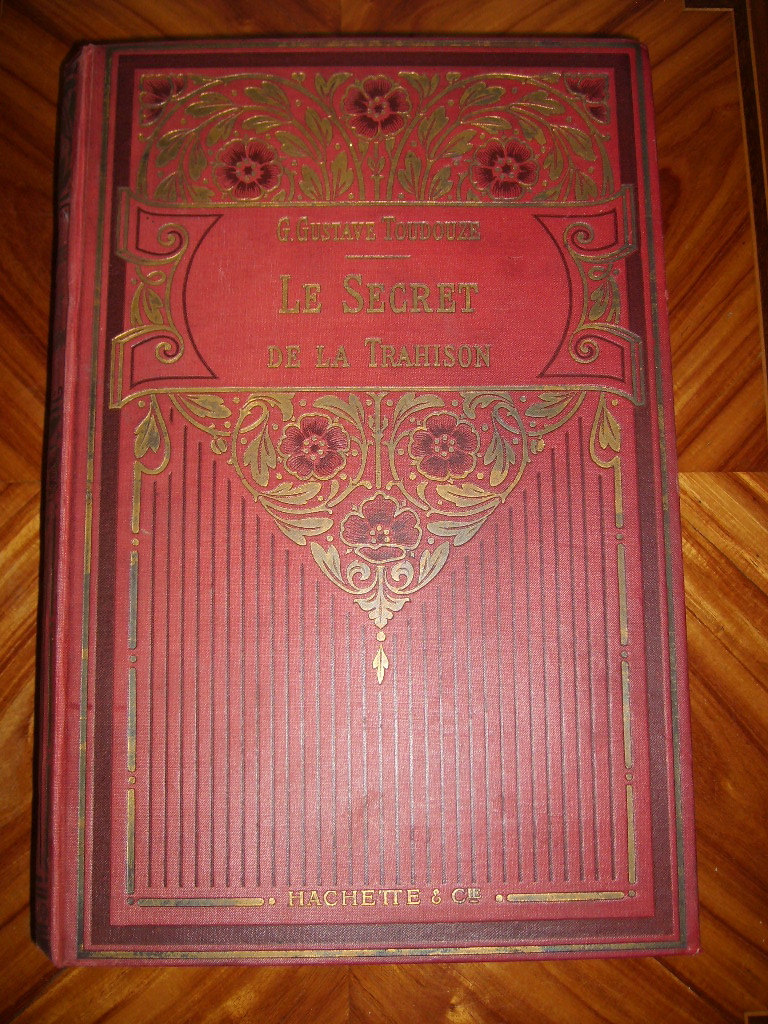 G. GUSTAVE TOUDOUZE
LE SECRET
DE LA TRAHISON
HACHETTE & CIE